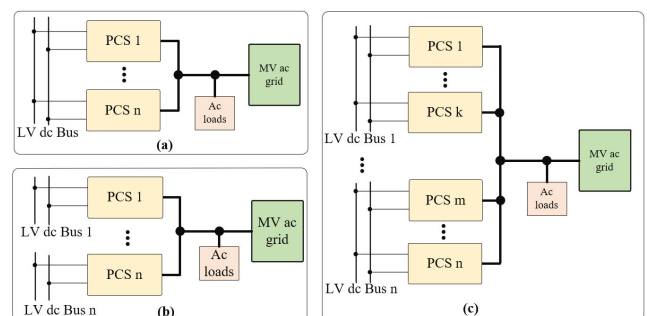 PCS 1
PCS n
LV dc Bus
Ac
loads
MV ac
grid
(a)
PCS 1
LV dc Bus 1
PCS n
LV dc Bus n
Ac
loads
MV ac
grid
(b)
PCS 1
PCS k
LV dc Bus 1
PCS m
PCS n
LV dc Bus n
Ac
loads
MV ac
grid
(c)